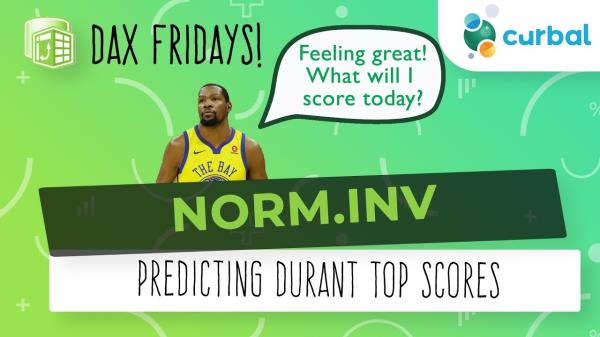 DAX FRIDAYS!
curbal
Feeling great!
What will I
score today?
THE BAY
NORM.INV
PREDICTING DURANT TOP SCORES